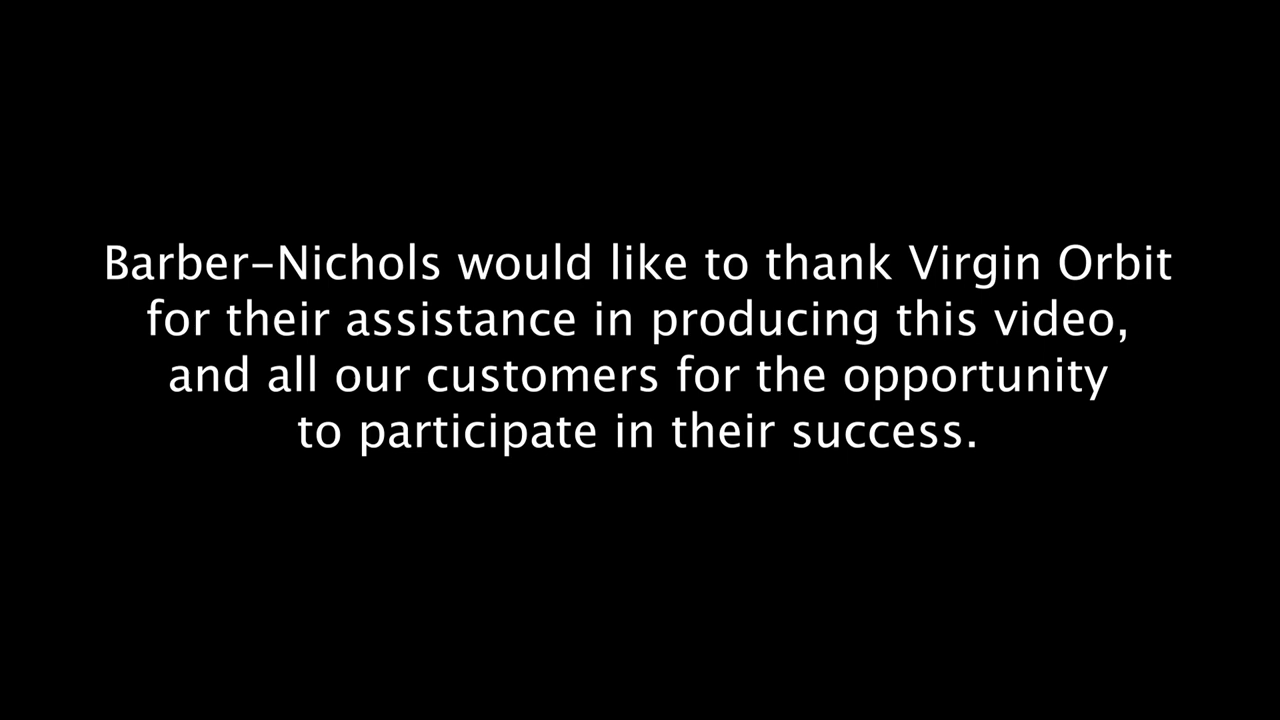 Barber–Nichols would like to thank Virgin Orbit
for their assistance in producing this video,
and all our customers for the opportunity
to participate in their success.